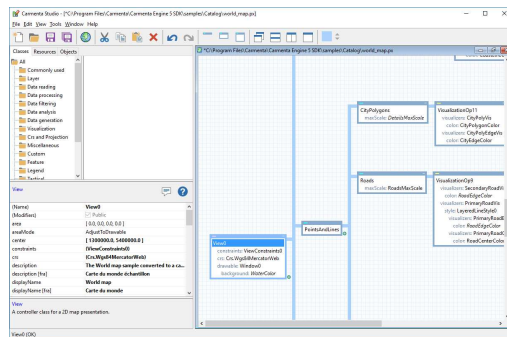 Carmenta Studio - [*C:\Program Files\Carmenta\Carmenta Engine 5 SDK\samples\Catalog\world_map.px]
File Edit View Tools Window Help
Classes Resources Objects
All
Commonly used
Layer
Data reading
Data processing
Data filtering
Data analysis
Data generation
Visualization
Crs and Projection
Miscellaneous
Custom
Feature
Legend
Tactical
View
(Name) View0
(Modifiers) Public
area [ 0.0, 0.0, 0.0, 0.0 ]
areaMode AdjustToDrawable
center [ 1300000.0, 5400000.0 ]
constraints (ViewConstraints0)
crs (Crs.Wgs84MercatorWeb)
description The World map sample converted to a ca...
description [fra] Carte du monde échantillon
displayName World map
displayName [fra] Carte du monde
View
A controller class for a 2D map presentation.
View0 (OK)
*C:\Program Files\Carmenta\Carmenta Engine 5 SDK\samples\Catalog\world_map.px
CityPolygons
maxScale: DetailsMaxScale
VisualizationOp11
visualizers: CityPolyVis
color: CityPolygonColor
visualizers: CityPolyEdgeVis
color: CityEdgeColor
Roads
maxScale: RoadsMaxScale
VisualizationOp9
visualizers: SecondaryRoadVi
color: RoadEdgeColor
visualizers: PrimaryRoadVis
style: LayeredLineStyle0
visualizers: PrimaryRoadE
color: RoadEdgeColor
visualizers: PrimaryRoadC
color: RoadCenterColor
PointsAndLines
View0
constraints: ViewConstraints0
crs: Crs.Wgs84MercatorWeb
drawable: Window0
background: WaterColor